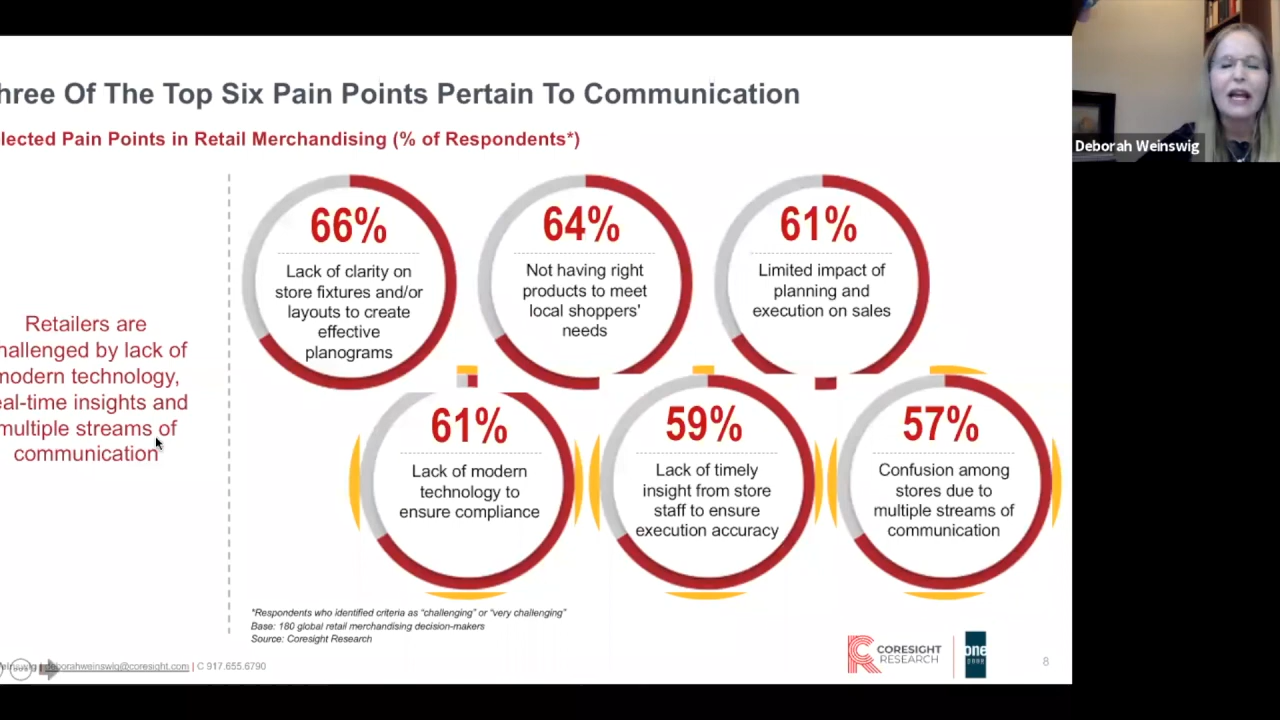 hree Of The Top Six Pain Points Pertain To Communication
lected Pain Points in Retail Merchandising (% of Respondents*)
Deborah Weinswig
Retailers are
hallenged by lack of
modern technology,
eal-time insights and
multiple streams of
communication
66%
Lack of clarity on
store fixtures and/or
layouts to create
effective
planograms
64%
Not having right
products to meet
local shoppers'
needs
61%
Limited impact of
planning and
execution on sales
61%
Lack of modern
technology to
ensure compliance
59%
Lack of timely
insight from store
staff to ensure
execution accuracy
57%
Confusion among
stores due to
multiple streams of
communication
*Respondents who identified criteria as “challenging” or “very challenging”
Base: 180 global retail merchandising decision-makers
Source: Coresight Research
deborahweinswig@coresight.com | C 917.655.6790
CORESIGHT
RESEARCH
one
DOOR
8